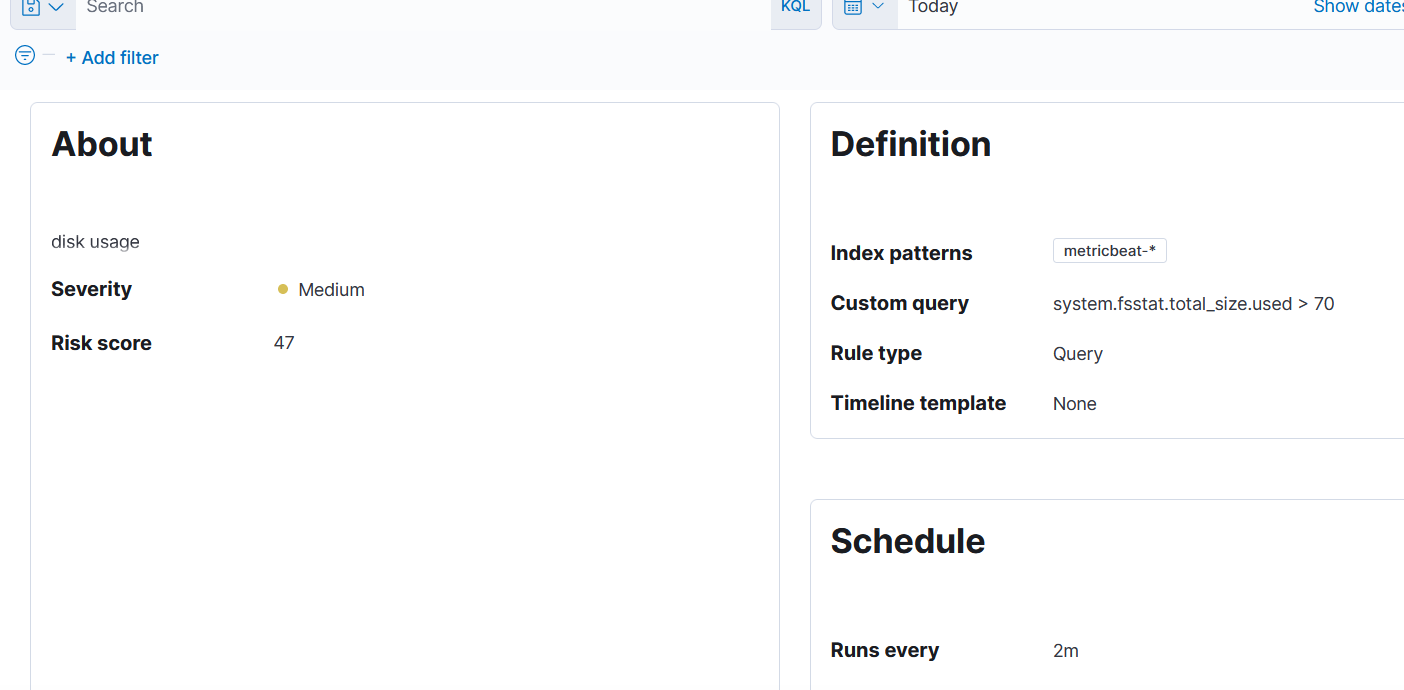 Search
KQL
Today
Show dates
+ Add filter
About
disk usage
Severity
Medium
Risk score
47
Definition
Index patterns
metricbeat-*
Custom query
system.fsstat.total_size.used > 70
Rule type
Query
Timeline template
None
Schedule
Runs every
2m